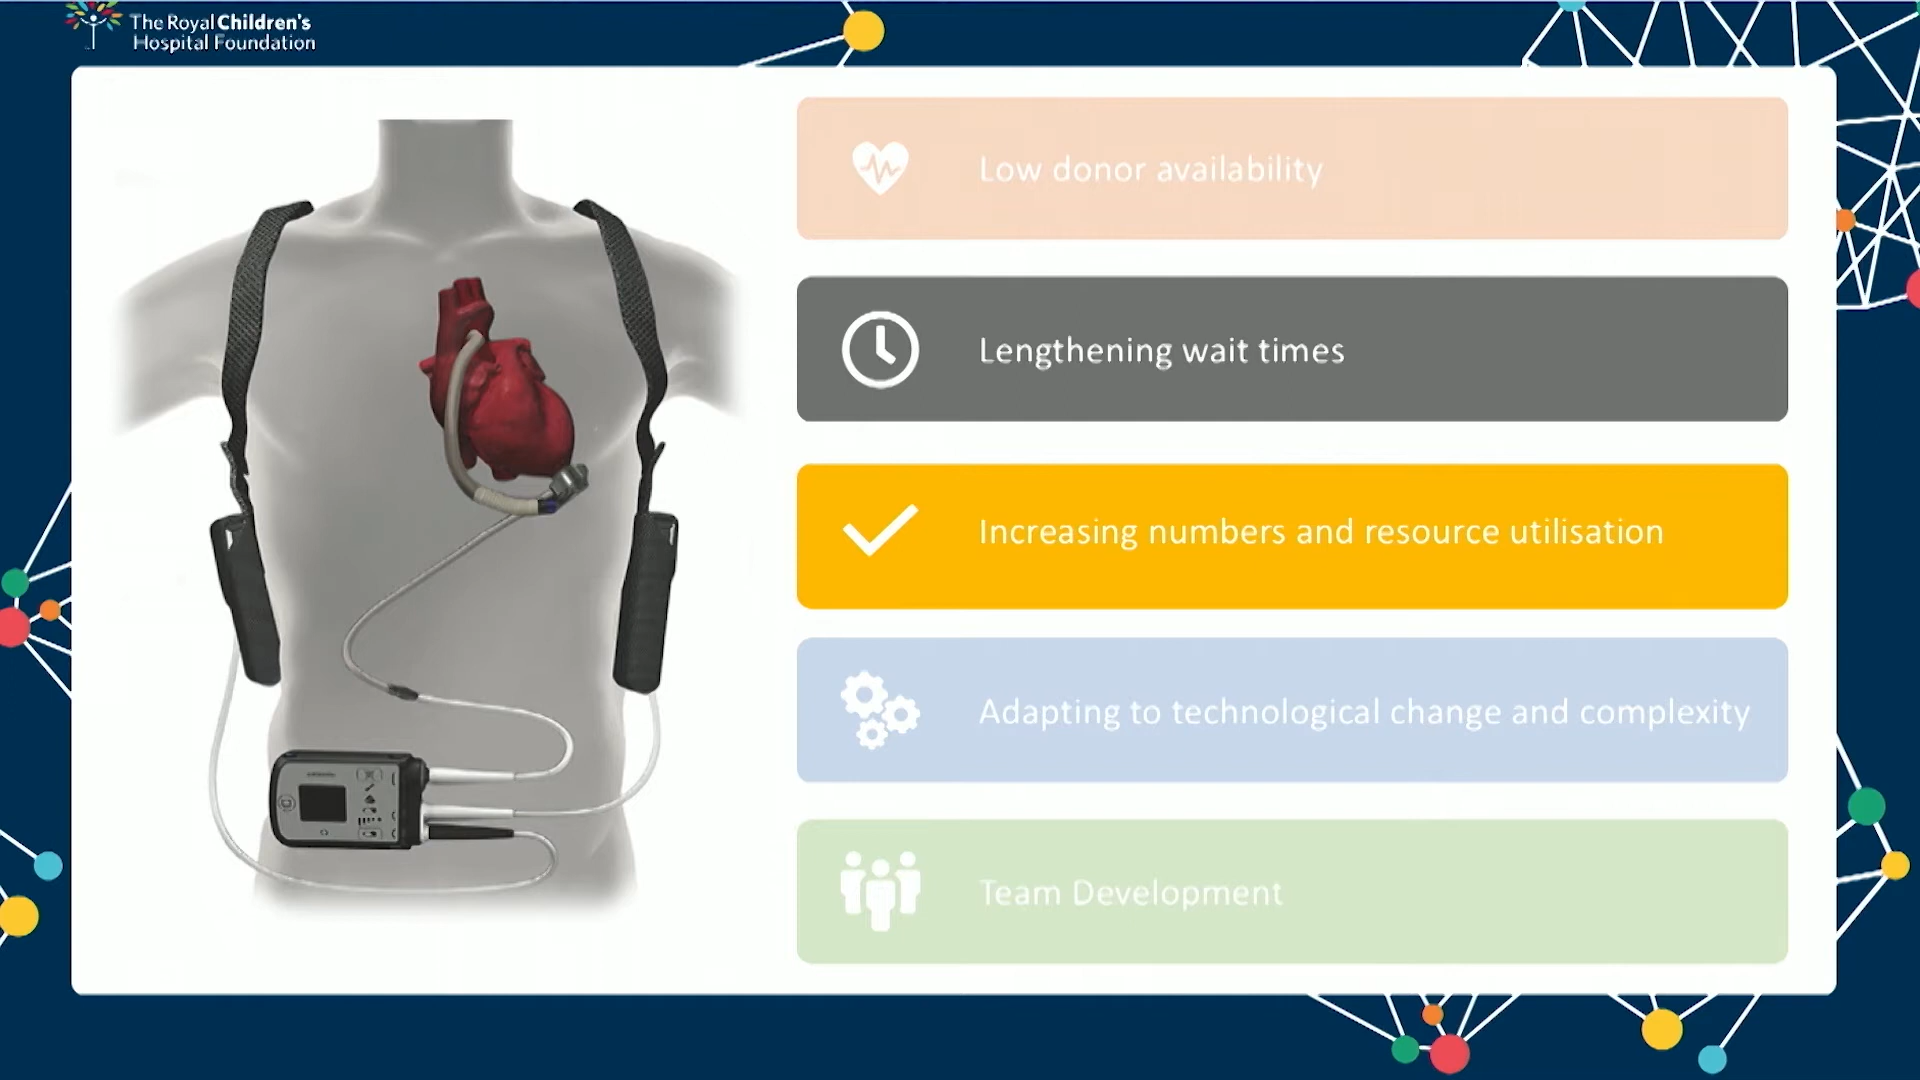 The Royal Children's
Hospital Foundation
Low donor availability
Lengthening wait times
Increasing numbers and resource utilisation
Adapting to technological change and complexity
Team Development